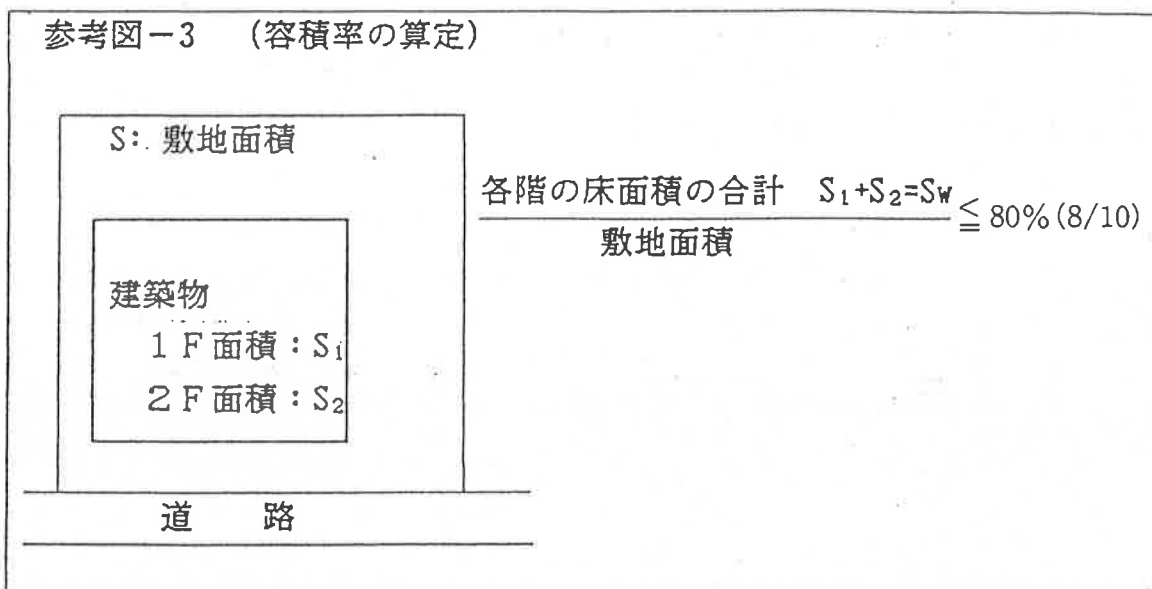 参考図－3　（容積率の算定）
S: 敷地面積
各階の床面積の合計　S₁+S₂=Sw
敷地面積
≦ 80%(8/10)
建築物
1F面積：S₁
2F面積：S₂
道　路